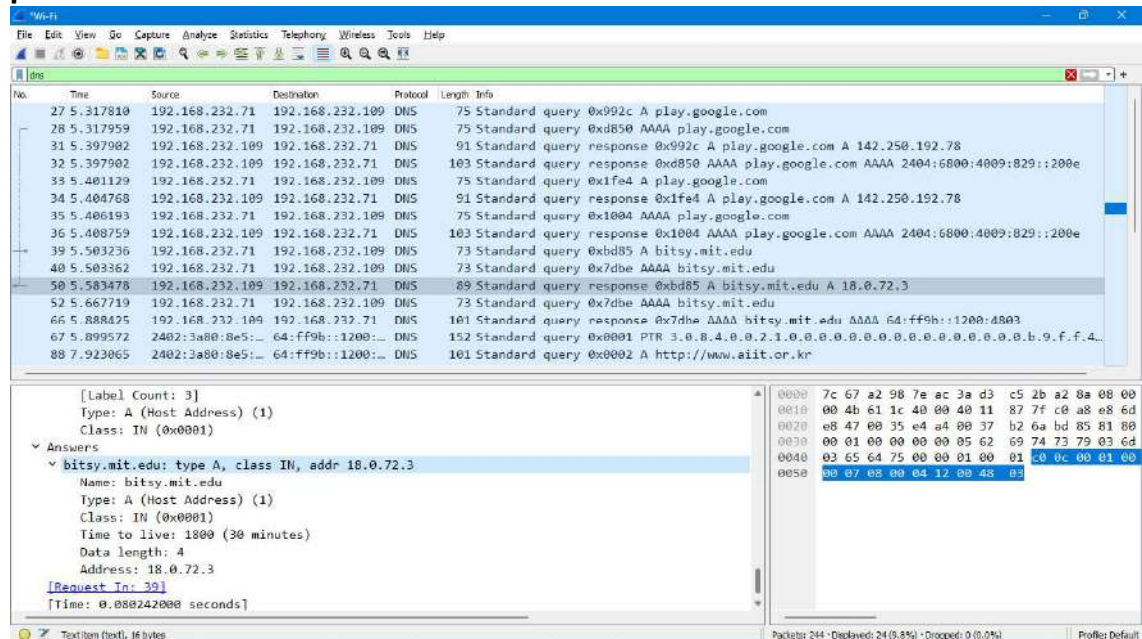 *Wi-Fi
File Edit View Go Capture Analyze Statistics Telephony Wireless Tools Help
dns
No. Time Source Destination Protocol Length Info
27 5.317810 192.168.232.71 192.168.232.109 DNS 75 Standard query 0x992c A play.google.com
28 5.317959 192.168.232.71 192.168.232.109 DNS 75 Standard query 0xd850 AAAA play.google.com
31 5.397902 192.168.232.109 192.168.232.71 DNS 91 Standard query response 0x992c A play.google.com A 142.250.192.78
32 5.397902 192.168.232.109 192.168.232.71 DNS 103 Standard query response 0xd850 AAAA play.google.com AAAA 2404:6800:4009:829::200e
33 5.401129 192.168.232.71 192.168.232.109 DNS 75 Standard query 0x1fe4 A play.google.com
34 5.404768 192.168.232.109 192.168.232.71 DNS 91 Standard query response 0x1fe4 A play.google.com A 142.250.192.78
35 5.406193 192.168.232.71 192.168.232.109 DNS 75 Standard query 0x1004 AAAA play.google.com
36 5.408759 192.168.232.109 192.168.232.71 DNS 103 Standard query response 0x1004 AAAA play.google.com AAAA 2404:6800:4009:829::200e
39 5.503236 192.168.232.71 192.168.232.109 DNS 73 Standard query 0xbd85 A bitsy.mit.edu
40 5.503362 192.168.232.71 192.168.232.109 DNS 73 Standard query 0x7dbe AAAA bitsy.mit.edu
50 5.583478 192.168.232.109 192.168.232.71 DNS 89 Standard query response 0xbd85 A bitsy.mit.edu A 18.0.72.3
52 5.667719 192.168.232.71 192.168.232.109 DNS 73 Standard query 0x7dbe AAAA bitsy.mit.edu
66 5.888425 192.168.232.109 192.168.232.71 DNS 101 Standard query response 0x7dbe AAAA bitsy.mit.edu AAAA 64:ff9b::1200:4803
67 5.899572 2402:3a80:8e5:… 64:ff9b::1200:… DNS 152 Standard query 0x0001 PTR 3.0.8.4.0.0.2.1.0.0.0.0.0.0.0.0.0.0.0.0.0.0.0.0.b.9.f.f.4…
88 7.923065 2402:3a80:8e5:… 64:ff9b::1200:… DNS 101 Standard query 0x0002 A http://www.aiit.or.kr
[Label Count: 3]
Type: A (Host Address) (1)
Class: IN (0x0001)
Answers
bitsy.mit.edu: type A, class IN, addr 18.0.72.3
Name: bitsy.mit.edu
Type: A (Host Address) (1)
Class: IN (0x0001)
Time to live: 1800 (30 minutes)
Data length: 4
Address: 18.0.72.3
[Request In: 39]
[Time: 0.080242000 seconds]
0000 7c 67 a2 98 7e ac 3a d3 c5 2b a2 8a 08 00
0010 00 4b 61 1c 40 00 40 11 87 7f c0 a8 e8 6d
0020 e8 47 00 35 e4 a4 00 37 b2 6a bd 85 81 80
0030 00 01 00 00 00 00 05 62 69 74 73 79 03 6d
0040 03 65 64 75 00 00 01 00 01 c0 0c 00 01 00
0050 00 07 08 00 04 12 00 48 03
Text item (text), 16 bytes
Packets: 244 · Displayed: 24 (9.8%) · Dropped: 0 (0.0%)
Profile: Default